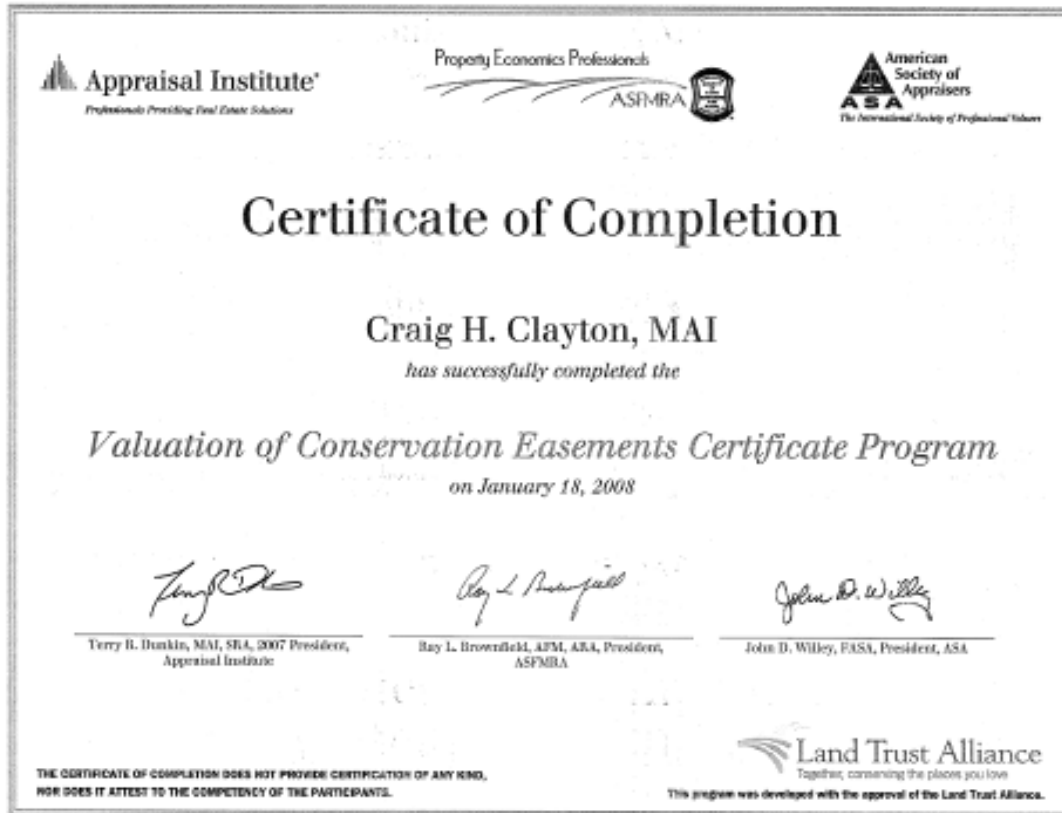 Appraisal Institute®
Professionals Providing Real Estate Solutions
Property Economics Professionals
ASFMRA
American
Society of
Appraisers
ASA
The International Society of Professional Valuers
Certificate of Completion
Craig H. Clayton, MAI
has successfully completed the
Valuation of Conservation Easements Certificate Program
on January 18, 2008
John D. Willey
Terry R. Dunkin, MAI, SRA, 2007 President,
Appraisal Institute
Ray L. Brownfield, AFM, ARA, President,
ASFMRA
John D. Willey, FASA, President, ASA
Land Trust Alliance
Together, conserving the places you love
THE CERTIFICATE OF COMPLETION DOES NOT PROVIDE CERTIFICATION OF ANY KIND,
NOR DOES IT ATTEST TO THE COMPETENCY OF THE PARTICIPANTS.
This program was developed with the approval of the Land Trust Alliance.